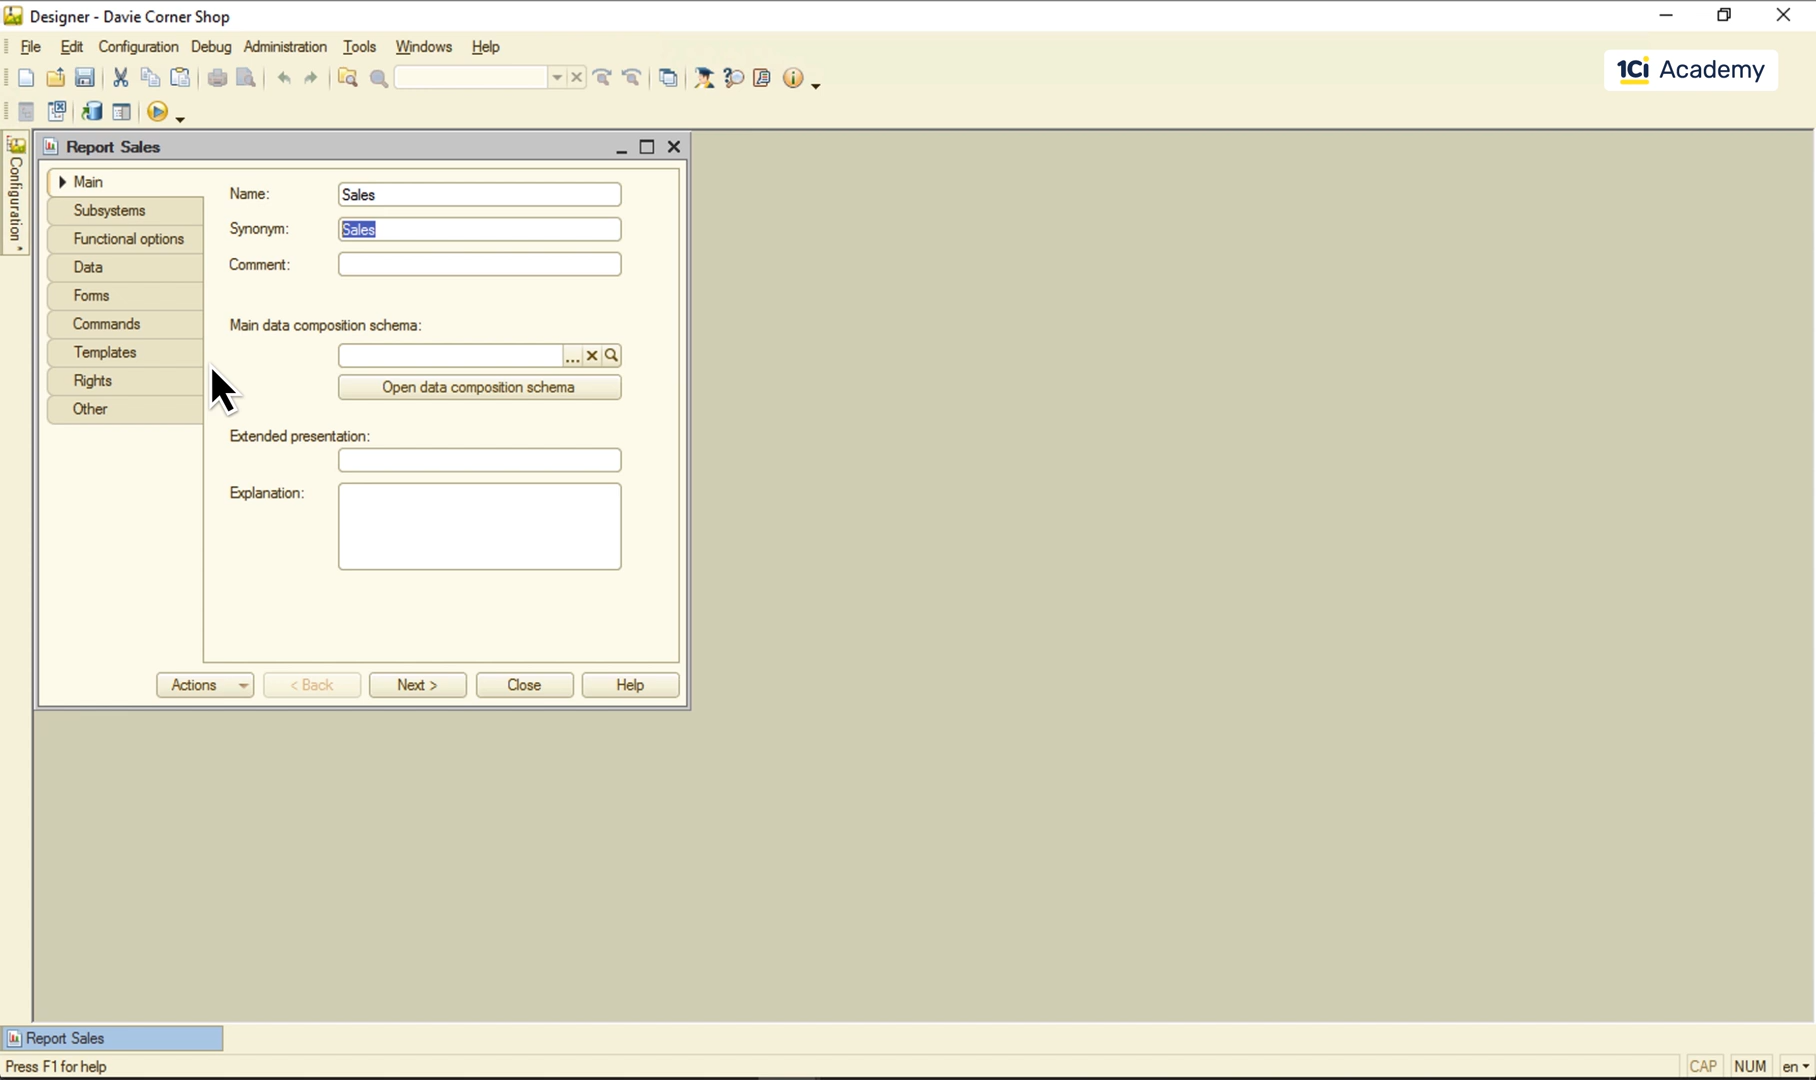 Designer - Davie Corner Shop
File Edit Configuration Debug Administration Tools Windows Help
1Ci Academy
Configuration
Report Sales
Main
Subsystems
Functional options
Data
Forms
Commands
Templates
Rights
Other
Name: Sales
Synonym: Sales
Comment:
Main data composition schema:
...
Open data composition schema
Extended presentation:
Explanation:
Actions < Back Next > Close Help
Report Sales
Press F1 for help
CAP NUM en